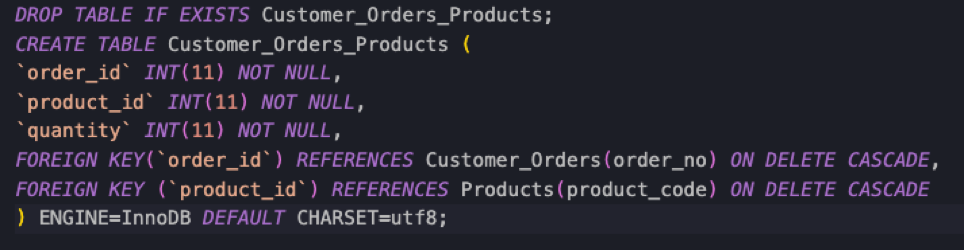 DROP TABLE IF EXISTS Customer_Orders_Products;
CREATE TABLE Customer_Orders_Products (
`order_id` INT(11) NOT NULL,
`product_id` INT(11) NOT NULL,
`quantity` INT(11) NOT NULL,
FOREIGN KEY(`order_id`) REFERENCES Customer_Orders(order_no) ON DELETE CASCADE,
FOREIGN KEY (`product_id`) REFERENCES Products(product_code) ON DELETE CASCADE
) ENGINE=InnoDB DEFAULT CHARSET=utf8;